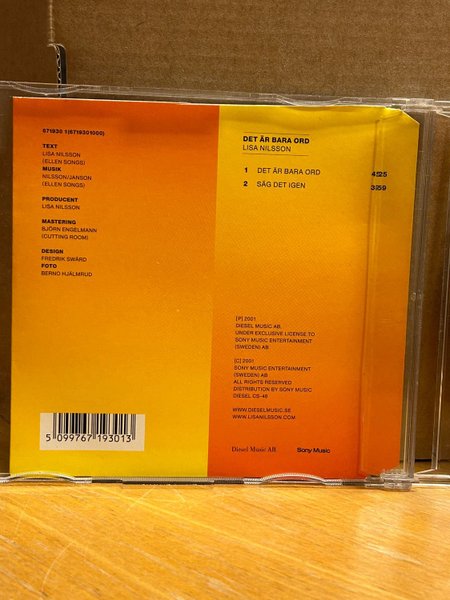 671930 1(6719301000)
TEXT
LISA NILSSON
(ELLEN SONGS)
MUSIK
NILSSON/JANSON
(ELLEN SONGS)
PRODUCENT
LISA NILSSON
MASTERING
BJÖRN ENGELMANN
(CUTTING ROOM)
DESIGN
FREDRIK SWÄRD
FOTO
BERNO HJÄLMRUD
5 099767 193013
DET ÄR BARA ORD
LISA NILSSON
1 DET ÄR BARA ORD 4:25
2 SÄG DET IGEN 3:59
[P] 2001
DIESEL MUSIC AB,
UNDER EXCLUSIVE LICENSE TO
SONY MUSIC ENTERTAINMENT
(SWEDEN) AB
[C] 2001
SONY MUSIC ENTERTAINMENT
(SWEDEN) AB
ALL RIGHTS RESERVED
DISTRIBUTION BY SONY MUSIC
DIESEL CS-48
WWW.DIESELMUSIC.SE
WWW.LISANILSSON.COM
Diesel Music AB
Sony Music